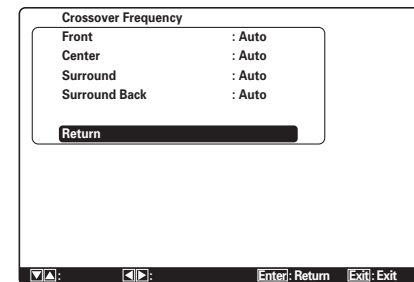 Crossover Frequency
Front : Auto
Center : Auto
Surround : Auto
Surround Back : Auto
Return
▼▲: ◀▶: Enter: Return Exit: Exit